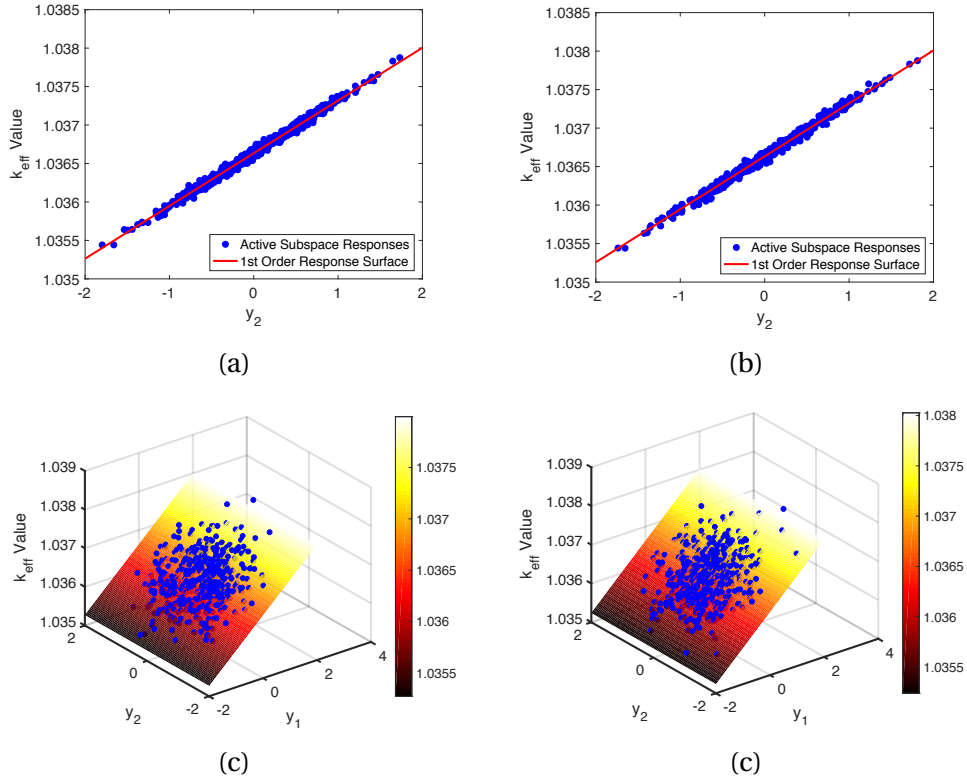 1.0385
1.038
1.0375
1.037
1.0365
1.036
1.0355
1.035
-2 -1 0 1 2
k_eff Value
y_2
Active Subspace Responses
1st Order Response Surface
(a)
1.0385
1.038
1.0375
1.037
1.0365
1.036
1.0355
1.035
-2 -1 0 1 2
k_eff Value
y_2
Active Subspace Responses
1st Order Response Surface
(b)
1.039
1.038
1.037
1.036
1.035
k_eff Value
2 0 -2
y_2
-2 0 2 4
y_1
1.0375
1.037
1.0365
1.036
1.0355
(c)
1.039
1.038
1.037
1.036
1.035
k_eff Value
2 0 -2
y_2
-2 0 2 4
y_1
1.038
1.0375
1.037
1.0365
1.036
1.0355
(c)